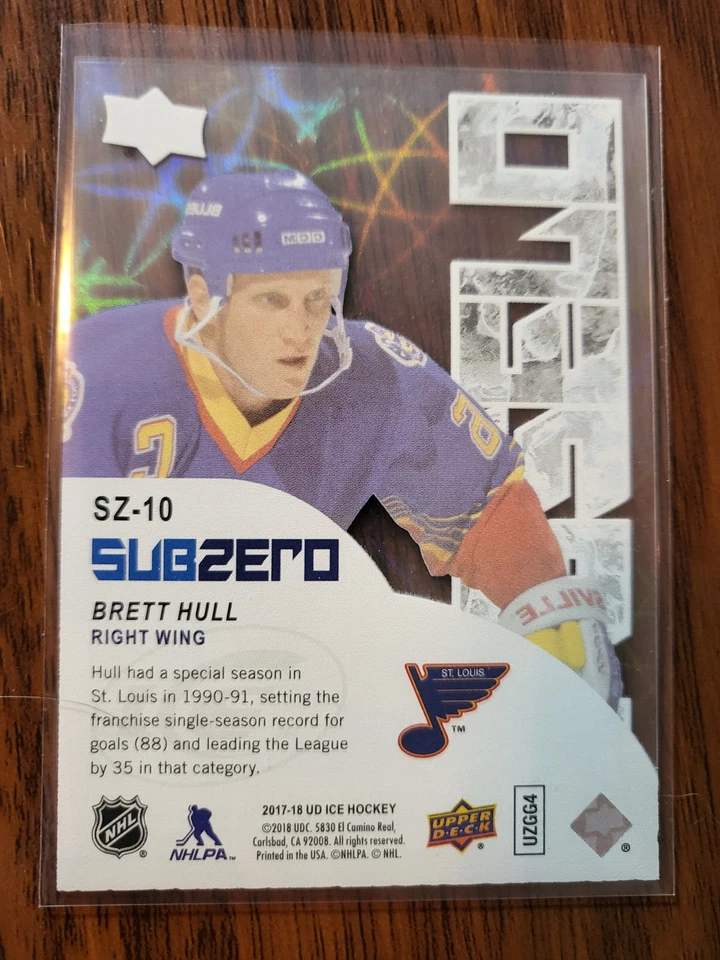 SZ-10
SUBZERO
BRETT HULL
RIGHT WING
Hull had a special season in
St. Louis in 1990-91, setting the
franchise single-season record for
goals (88) and leading the League
by 35 in that category.
ST. LOUIS
TM
NHL
®
NHLPA
TM
2017-18 UD ICE HOCKEY
©2018 UDC. 5830 El Camino Real,
Carlsbad, CA 92008. All rights reserved.
Printed in the USA. ©NHLPA. © NHL.
UPPER
D·E·C·K
®
UZGG4
®